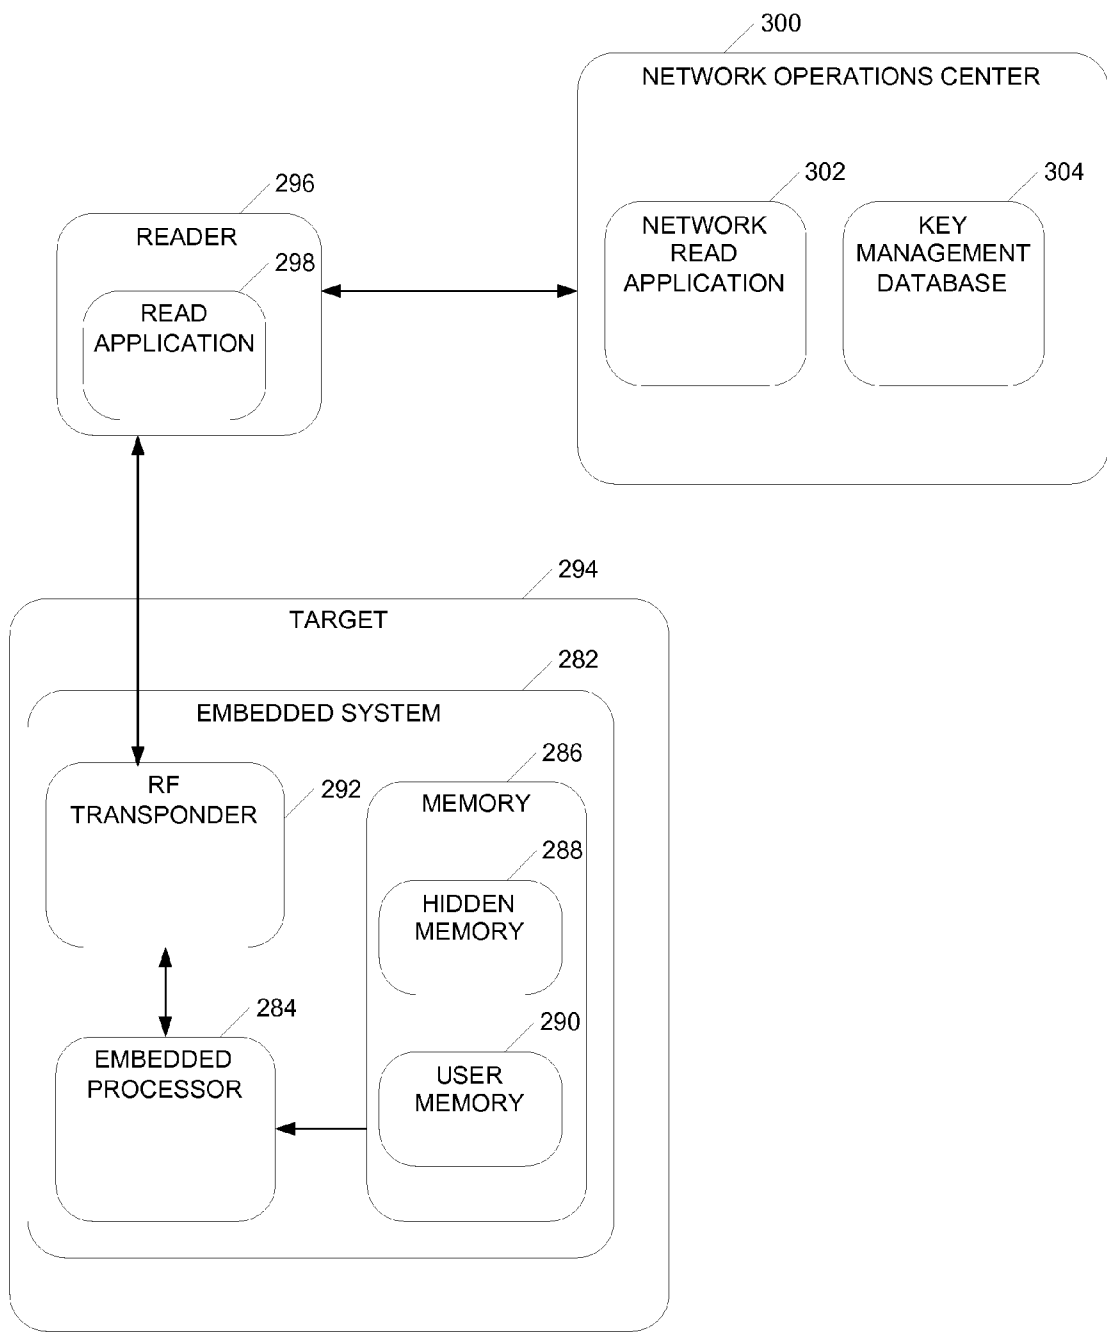 300
NETWORK OPERATIONS CENTER
302
304
NETWORK
READ
APPLICATION
KEY
MANAGEMENT
DATABASE
296
READER
298
READ
APPLICATION
294
TARGET
282
EMBEDDED SYSTEM
RF
TRANSPONDER
292
286
MEMORY
288
HIDDEN
MEMORY
284
EMBEDDED
PROCESSOR
290
USER
MEMORY